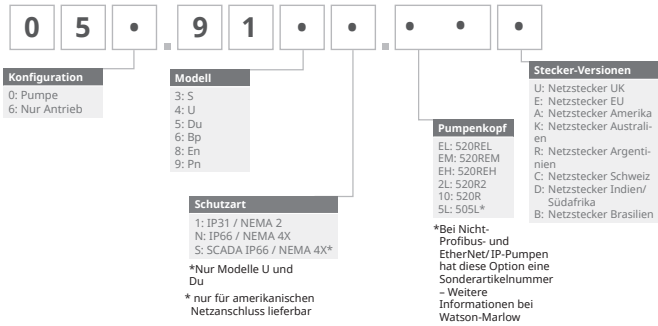 0 5 • . 9 1 • • . • • •
Konfiguration
0: Pumpe
6: Nur Antrieb
Modell
3: S
4: U
5: Du
6: Bp
8: En
9: Pn
Schutzart
1: IP31 / NEMA 2
N: IP66 / NEMA 4X
S: SCADA IP66 / NEMA 4X*
*Nur Modelle U und
Du
* nur für amerikanischen
Netzanschluss lieferbar
Pumpenkopf
EL: 520REL
EM: 520REM
EH: 520REH
2L: 520R2
10: 520R
5L: 505L*
*Bei Nicht-
Profibus- und
EtherNet/IP-Pumpen
hat diese Option eine
Sonderartikelnummer
– Weitere
Informationen bei
Watson-Marlow
Stecker-Versionen
U: Netzstecker UK
E: Netzstecker EU
A: Netzstecker Amerika
K: Netzstecker Australi-
en
R: Netzstecker Argenti-
nien
C: Netzstecker Schweiz
D: Netzstecker Indien/
Südafrika
B: Netzstecker Brasilien